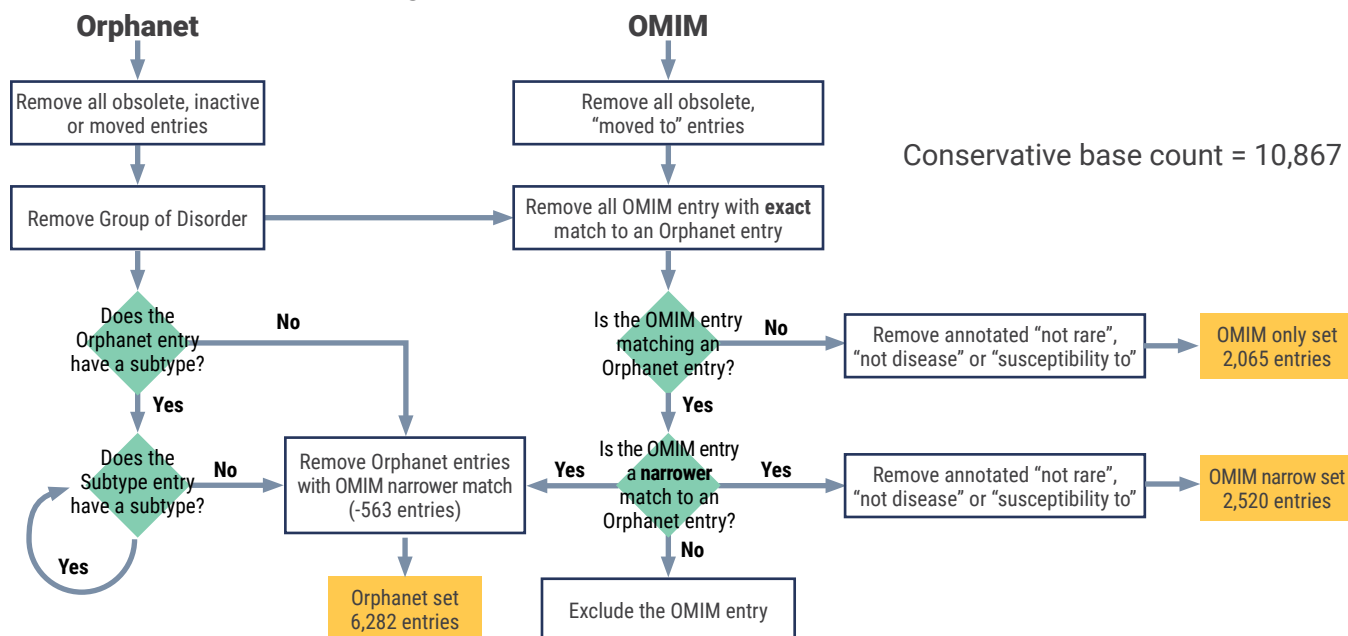 Orphanet
OMIM
Remove all obsolete, inactive
or moved entries
Remove all obsolete,
“moved to” entries
Conservative base count = 10,867
Remove Group of Disorder
Remove all OMIM entry with exact
match to an Orphanet entry
Does the
Orphanet entry
have a subtype?
No
Is the OMIM entry
matching an
Orphanet entry?
No
Remove annotated “not rare”,
“not disease” or “susceptibility to”
OMIM only set
2,065 entries
Yes
Yes
Does the
Subtype entry
have a subtype?
No
Remove Orphanet entries
with OMIM narrower match
(-563 entries)
Yes
Is the OMIM entry
a narrower
match to an
Orphanet entry?
Yes
Remove annotated “not rare”,
“not disease” or “susceptibility to”
OMIM narrow set
2,520 entries
Yes
No
Orphanet set
6,282 entries
Exclude the OMIM entry